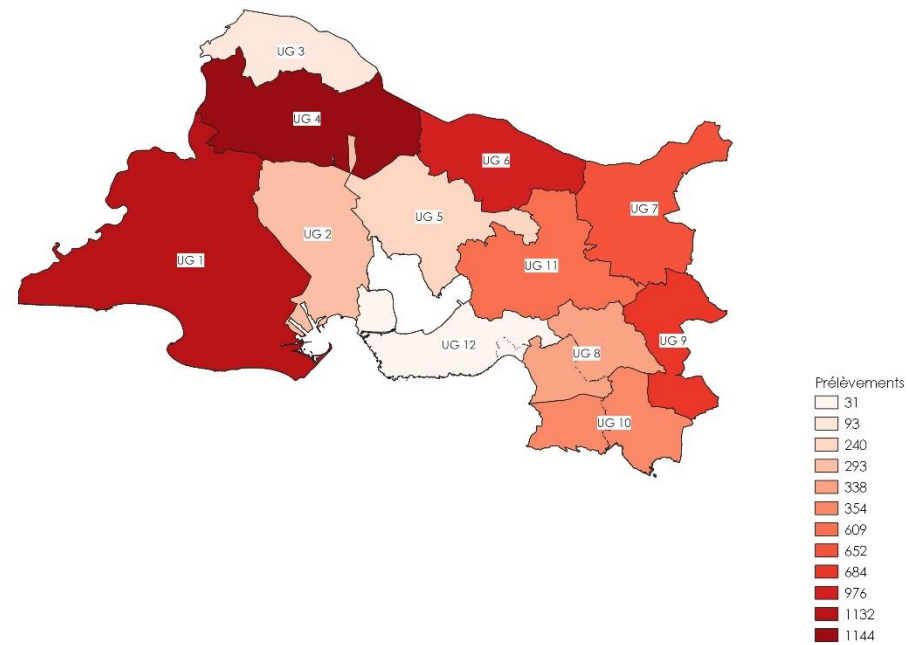 UG 3
UG 4
UG 6
UG 7
UG 5
UG 2
UG 1
UG 11
UG 9
UG 12
UG 8
UG 10
Prélèvements
31
93
240
293
338
354
609
652
684
976
1132
1144